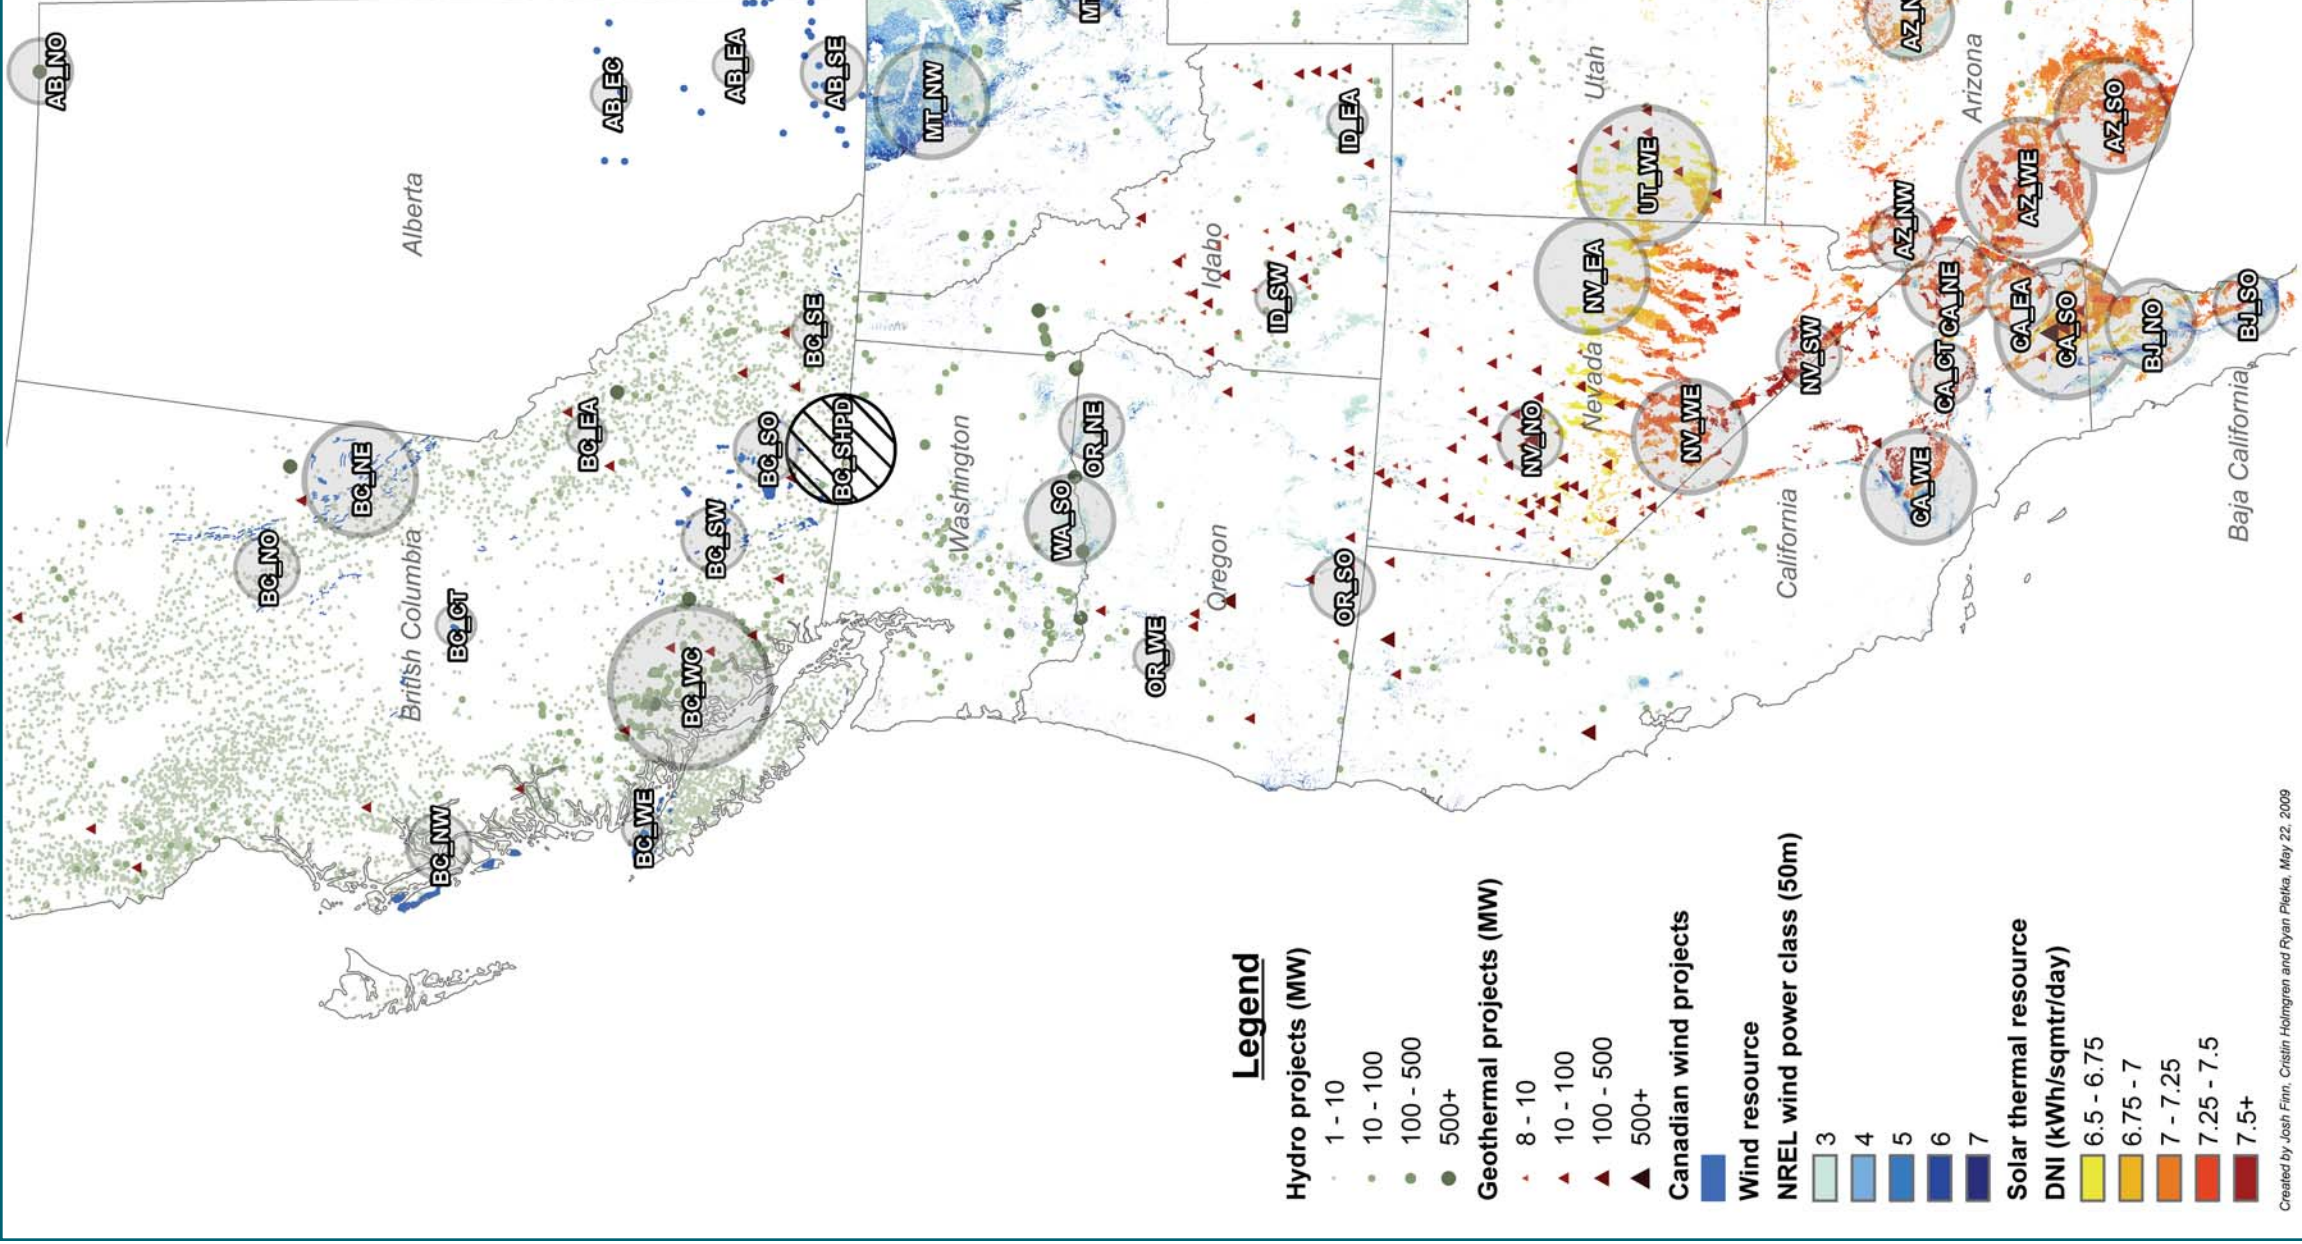 AB_NO
AB_EC
AB_EA
AB_SE
MT_NW
Alberta
British Columbia
BC_NE
BC_NO
BC_CT
BC_EA
BC_SE
BC_SO
BC_SHPD
BC_SW
BC_WC
BC_WE
BC_NW
Washington
WA_SO
OR_NE
Oregon
OR_WE
OR_SO
Idaho
ID_EA
ID_SW
Utah
UT_WE
Nevada
NV_EA
NV_NO
NV_WE
NV_SW
California
CA_WE
CA_CT
CA_NE
CA_EA
CA_SO
Arizona
AZ_NW
AZ_WE
AZ_SO
Baja California
BJ_NO
BJ_SO
Legend
Hydro projects (MW)
1 - 10
10 - 100
100 - 500
500+
Geothermal projects (MW)
8 - 10
10 - 100
100 - 500
500+
Canadian wind projects
Wind resource
NREL wind power class (50m)
3
4
5
6
7
Solar thermal resource
DNI (kWh/sqmtr/day)
6.5 - 6.75
6.75 - 7
7 - 7.25
7.25 - 7.5
7.5+
Created by Josh Finn, Cristin Holmgren and Ryan Pletka, May 22, 2009